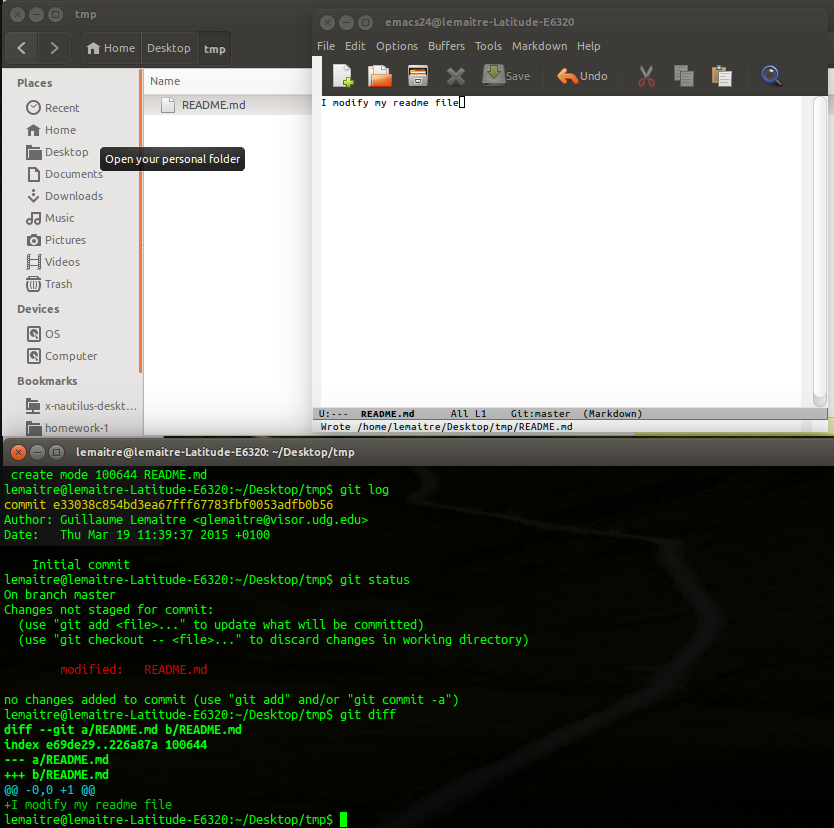 tmp
Home Desktop tmp
Places
Recent
Home
Desktop
Documents
Downloads
Music
Pictures
Videos
Trash
Devices
OS
Computer
Bookmarks
x-nautilus-deskt...
homework-1
Name
README.md
Open your personal folder
emacs24@lemaitre-Latitude-E6320
File Edit Options Buffers Tools Markdown Help
Save Undo
I modify my readme file
U:--- README.md All L1 Git:master (Markdown)
Wrote /home/lemaitre/Desktop/tmp/README.md
lemaitre@lemaitre-Latitude-E6320: ~/Desktop/tmp
create mode 100644 README.md
lemaitre@lemaitre-Latitude-E6320:~/Desktop/tmp$ git log
commit e33038c854bd3ea67fff67783fbf0053adfb0b56
Author: Guillaume Lemaitre <glemaitre@visor.udg.edu>
Date:   Thu Mar 19 11:39:37 2015 +0100
Initial commit
lemaitre@lemaitre-Latitude-E6320:~/Desktop/tmp$ git status
On branch master
Changes not staged for commit:
(use "git add <file>..." to update what will be committed)
(use "git checkout -- <file>..." to discard changes in working directory)
modified:   README.md
no changes added to commit (use "git add" and/or "git commit -a")
lemaitre@lemaitre-Latitude-E6320:~/Desktop/tmp$ git diff
diff --git a/README.md b/README.md
index e69de29..226a87a 100644
--- a/README.md
+++ b/README.md
@@ -0,0 +1 @@
+I modify my readme file
lemaitre@lemaitre-Latitude-E6320:~/Desktop/tmp$